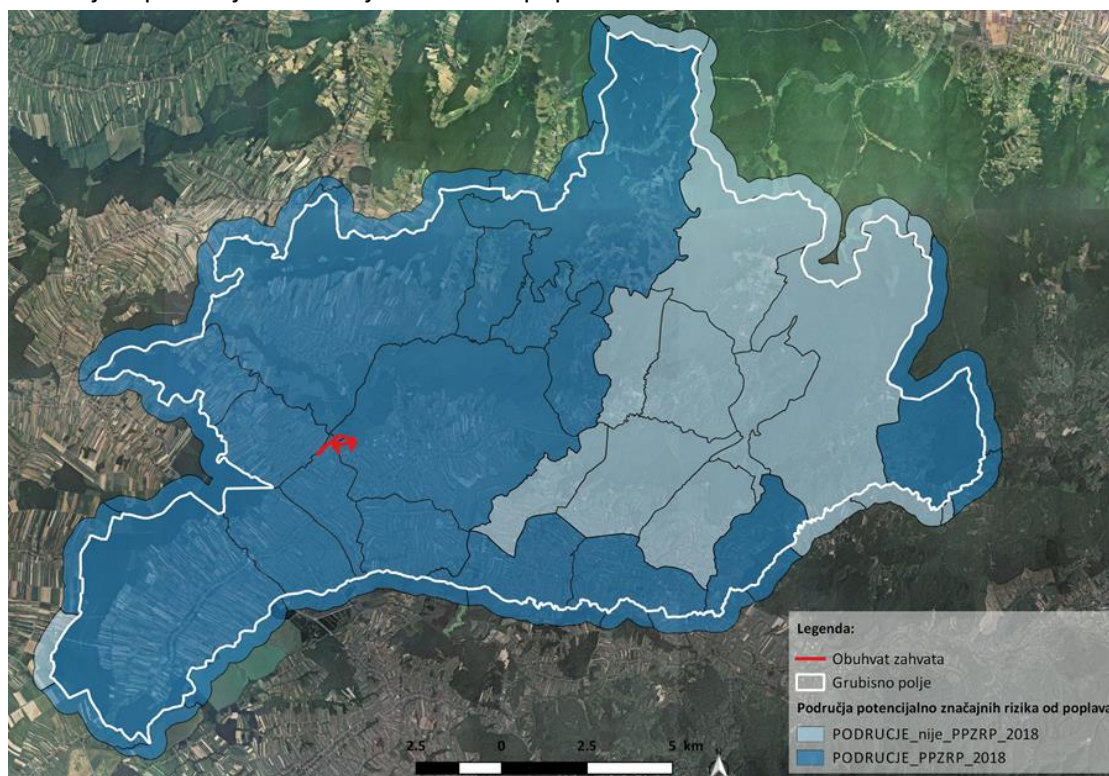 2.5 0 2.5 5 km
Legenda:
Obuhvat zahvata
Grubisno polje
Područja potencijalno značajnih rizika od poplava
PODRUCJE_nije_PPZRP_2018
PODRUCJE_PPZRP_2018